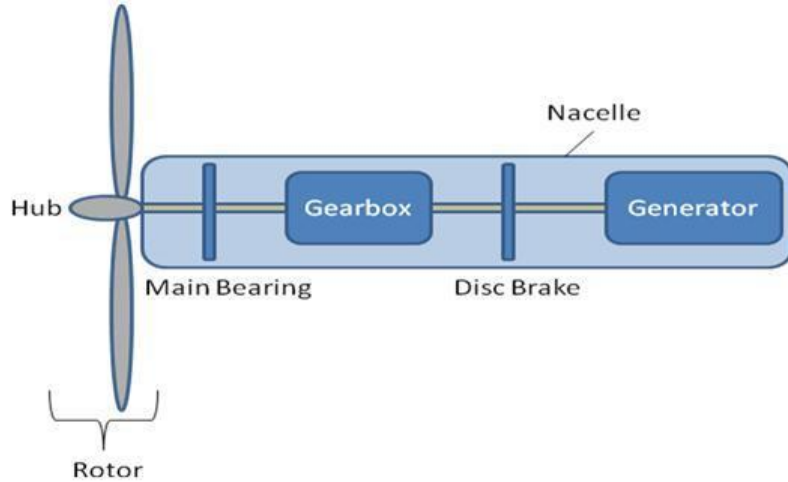 Nacelle
Hub
Gearbox
Generator
Main Bearing
Disc Brake
Rotor